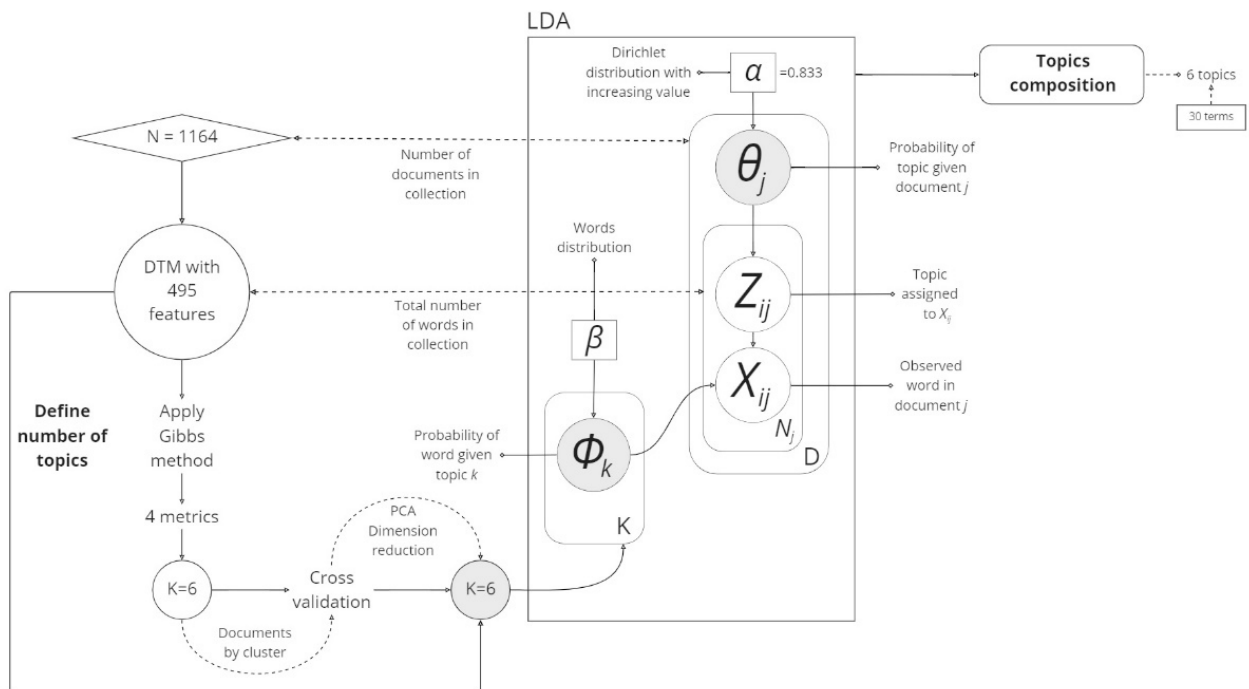 LDA
Dirichlet
distribution with
increasing value
α
=0.833
Topics
composition
6 topics
30 terms
N = 1164
Number of
documents in
collection
θj
Probability of
topic given
document j
Words
distribution
DTM with
495
features
Total number
of words in
collection
Zij
Topic
assigned
to Xij
β
Xij
Observed
word in
document j
Nj
D
Define
number of
topics
Apply
Gibbs
method
Probability of
word given
topic k
Φk
K
4 metrics
PCA
Dimension
reduction
K=6
Cross
validation
K=6
Documents
by cluster